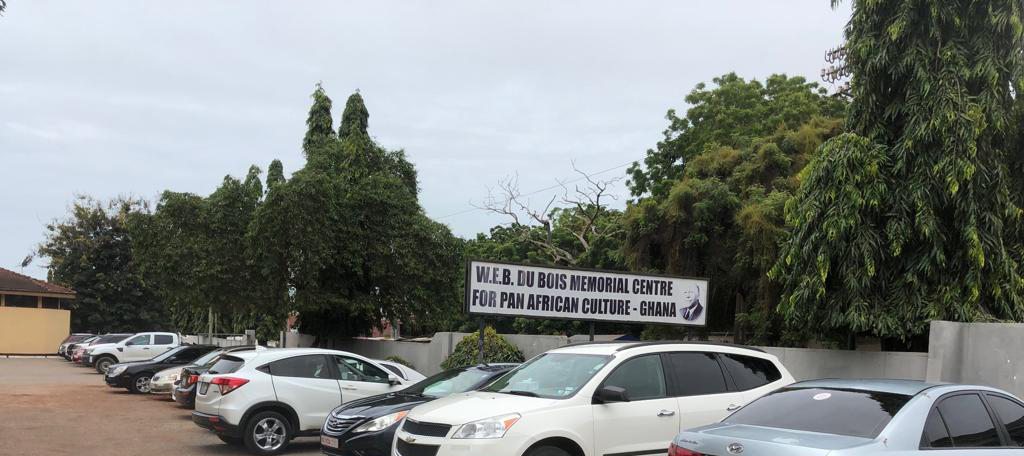 W.E.B. DU BOIS MEMORIAL CENTRE
FOR PAN AFRICAN CULTURE - GHANA